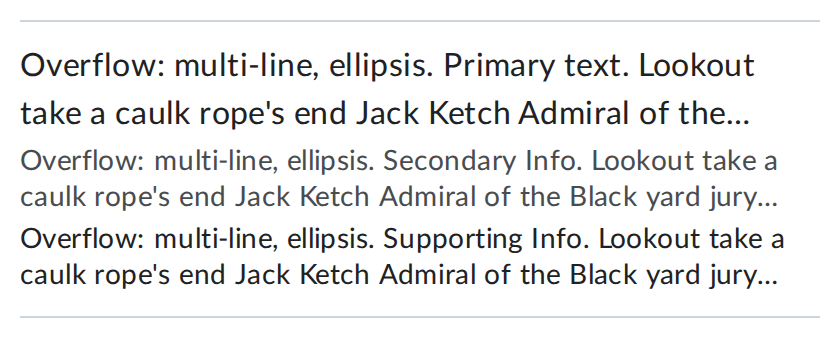 Overflow: multi-line, ellipsis. Primary text. Lookout
take a caulk rope's end Jack Ketch Admiral of the...
Overflow: multi-line, ellipsis. Secondary Info. Lookout take a
caulk rope's end Jack Ketch Admiral of the Black yard jury...
Overflow: multi-line, ellipsis. Supporting Info. Lookout take a
caulk rope's end Jack Ketch Admiral of the Black yard jury...